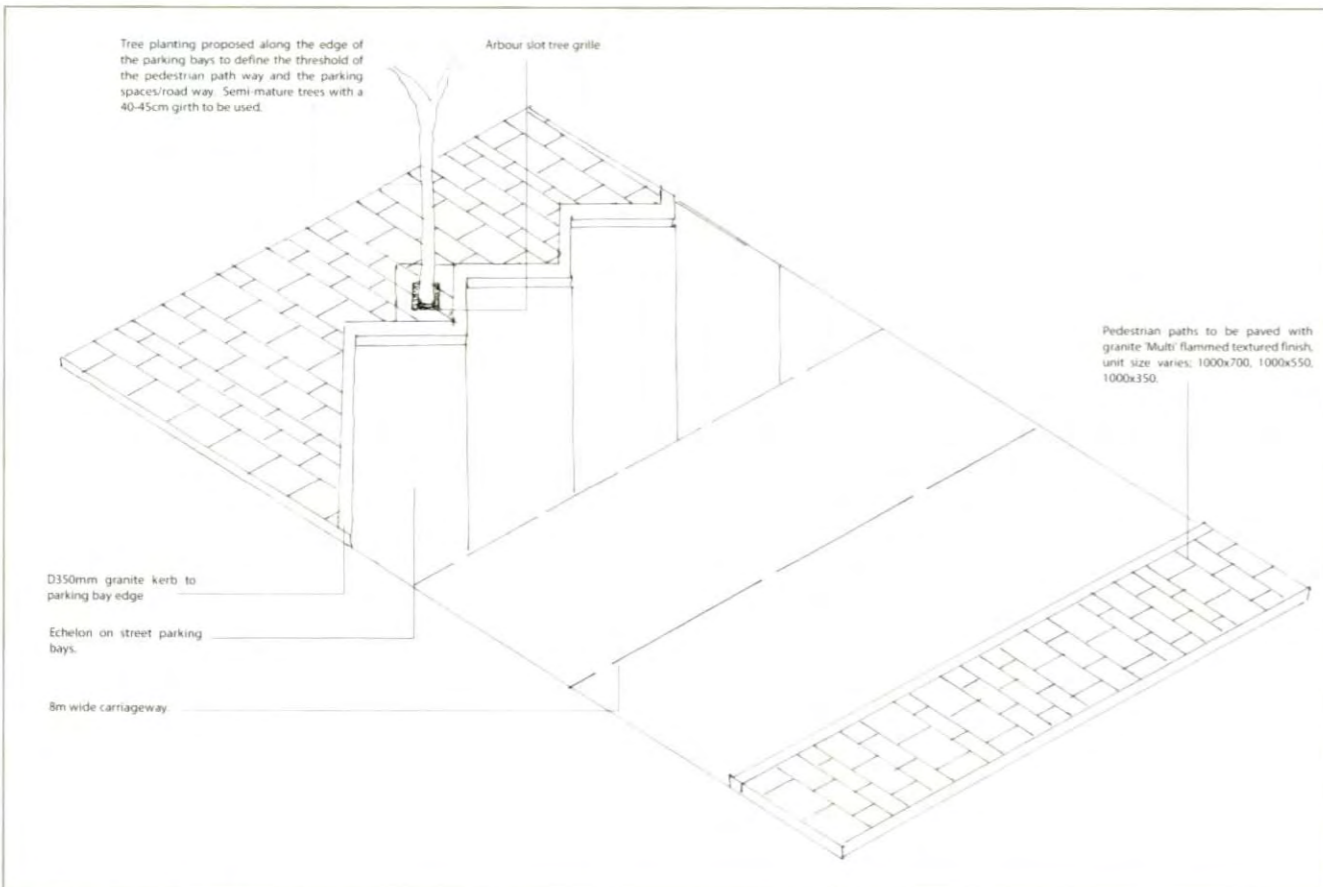 Tree planting proposed along the edge of
the parking bays to define the threshold of
the pedestrian path way and the parking
spaces/road way. Semi-mature trees with a
40-45cm girth to be used.
Arbour slot tree grille
Pedestrian paths to be paved with
granite 'Multi' flammed textured finish,
unit size varies; 1000x700, 1000x550,
1000x350.
D350mm granite kerb to
parking bay edge
Echelon on street parking
bays.
8m wide carriageway.